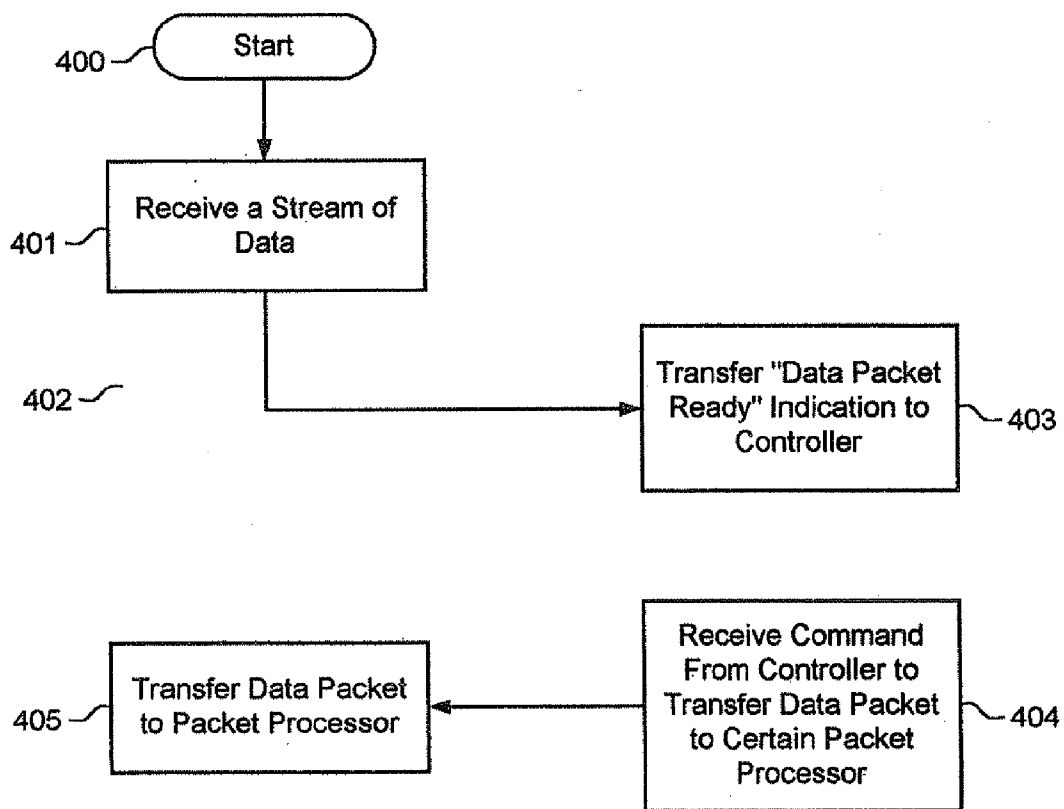 Start
400
Receive a Stream of
Data
401
402
Transfer "Data Packet
Ready" Indication to
Controller
403
Receive Command
From Controller to
Transfer Data Packet
to Certain Packet
Processor
404
Transfer Data Packet
to Packet Processor
405